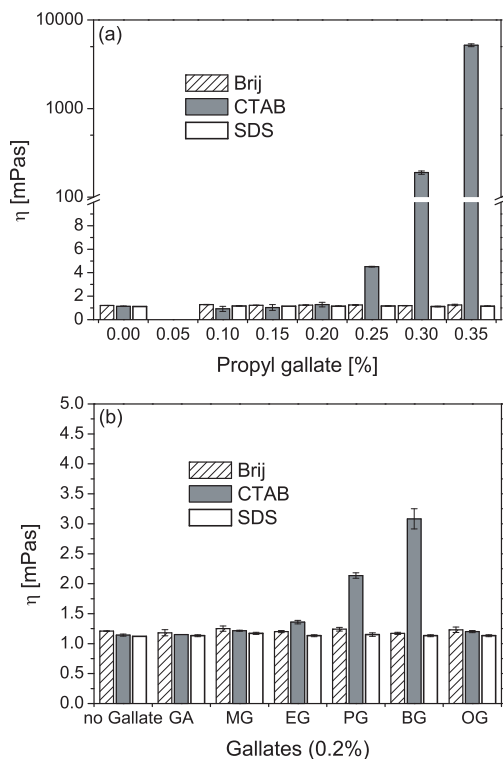 (a)
10000
Brij
CTAB
1000
SDS
η [mPas]
100
8
6
4
2
0
0.00 0.05 0.10 0.15 0.20 0.25 0.30 0.35
Propyl gallate [%]
5.0
(b)
4.5
4.0
Brij
3.5
CTAB
3.0
SDS
η [mPas]
2.5
2.0
1.5
1.0
0.5
0.0
no Gallate GA MG EG PG BG OG
Gallates (0.2%)